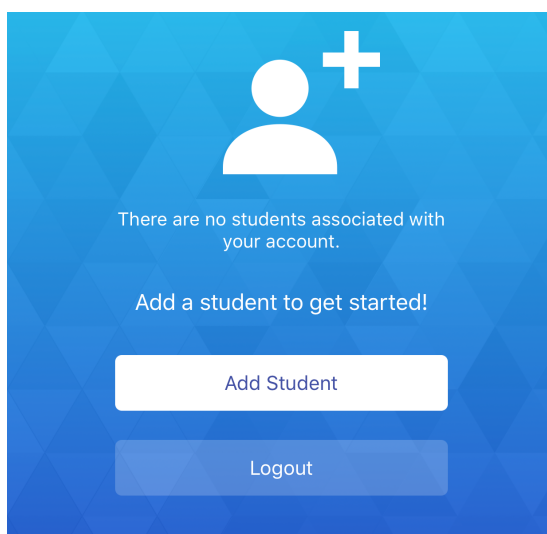 There are no students associated with
your account.
Add a student to get started!
Add Student
Logout